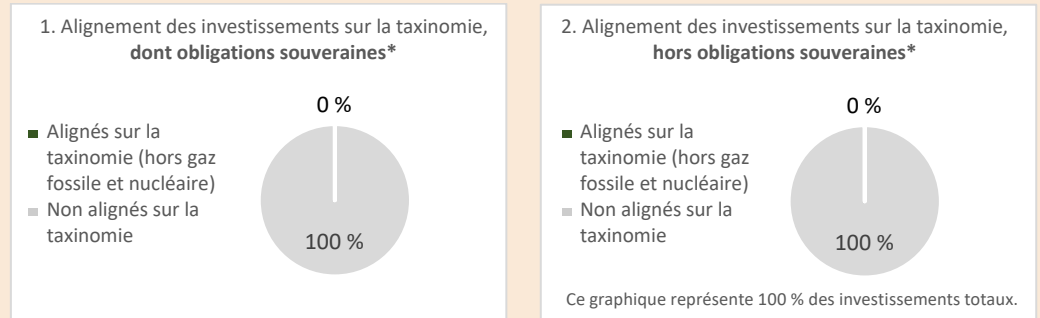 1. Alignement des investissements sur la taxinomie,
dont obligations souveraines*
0 %
Alignés sur la
taxinomie (hors gaz
fossile et nucléaire)
Non alignés sur la
taxinomie
100 %
2. Alignement des investissements sur la taxinomie,
hors obligations souveraines*
0 %
Alignés sur la
taxinomie (hors gaz
fossile et nucléaire)
Non alignés sur la
taxinomie
100 %
Ce graphique représente 100 % des investissements totaux.